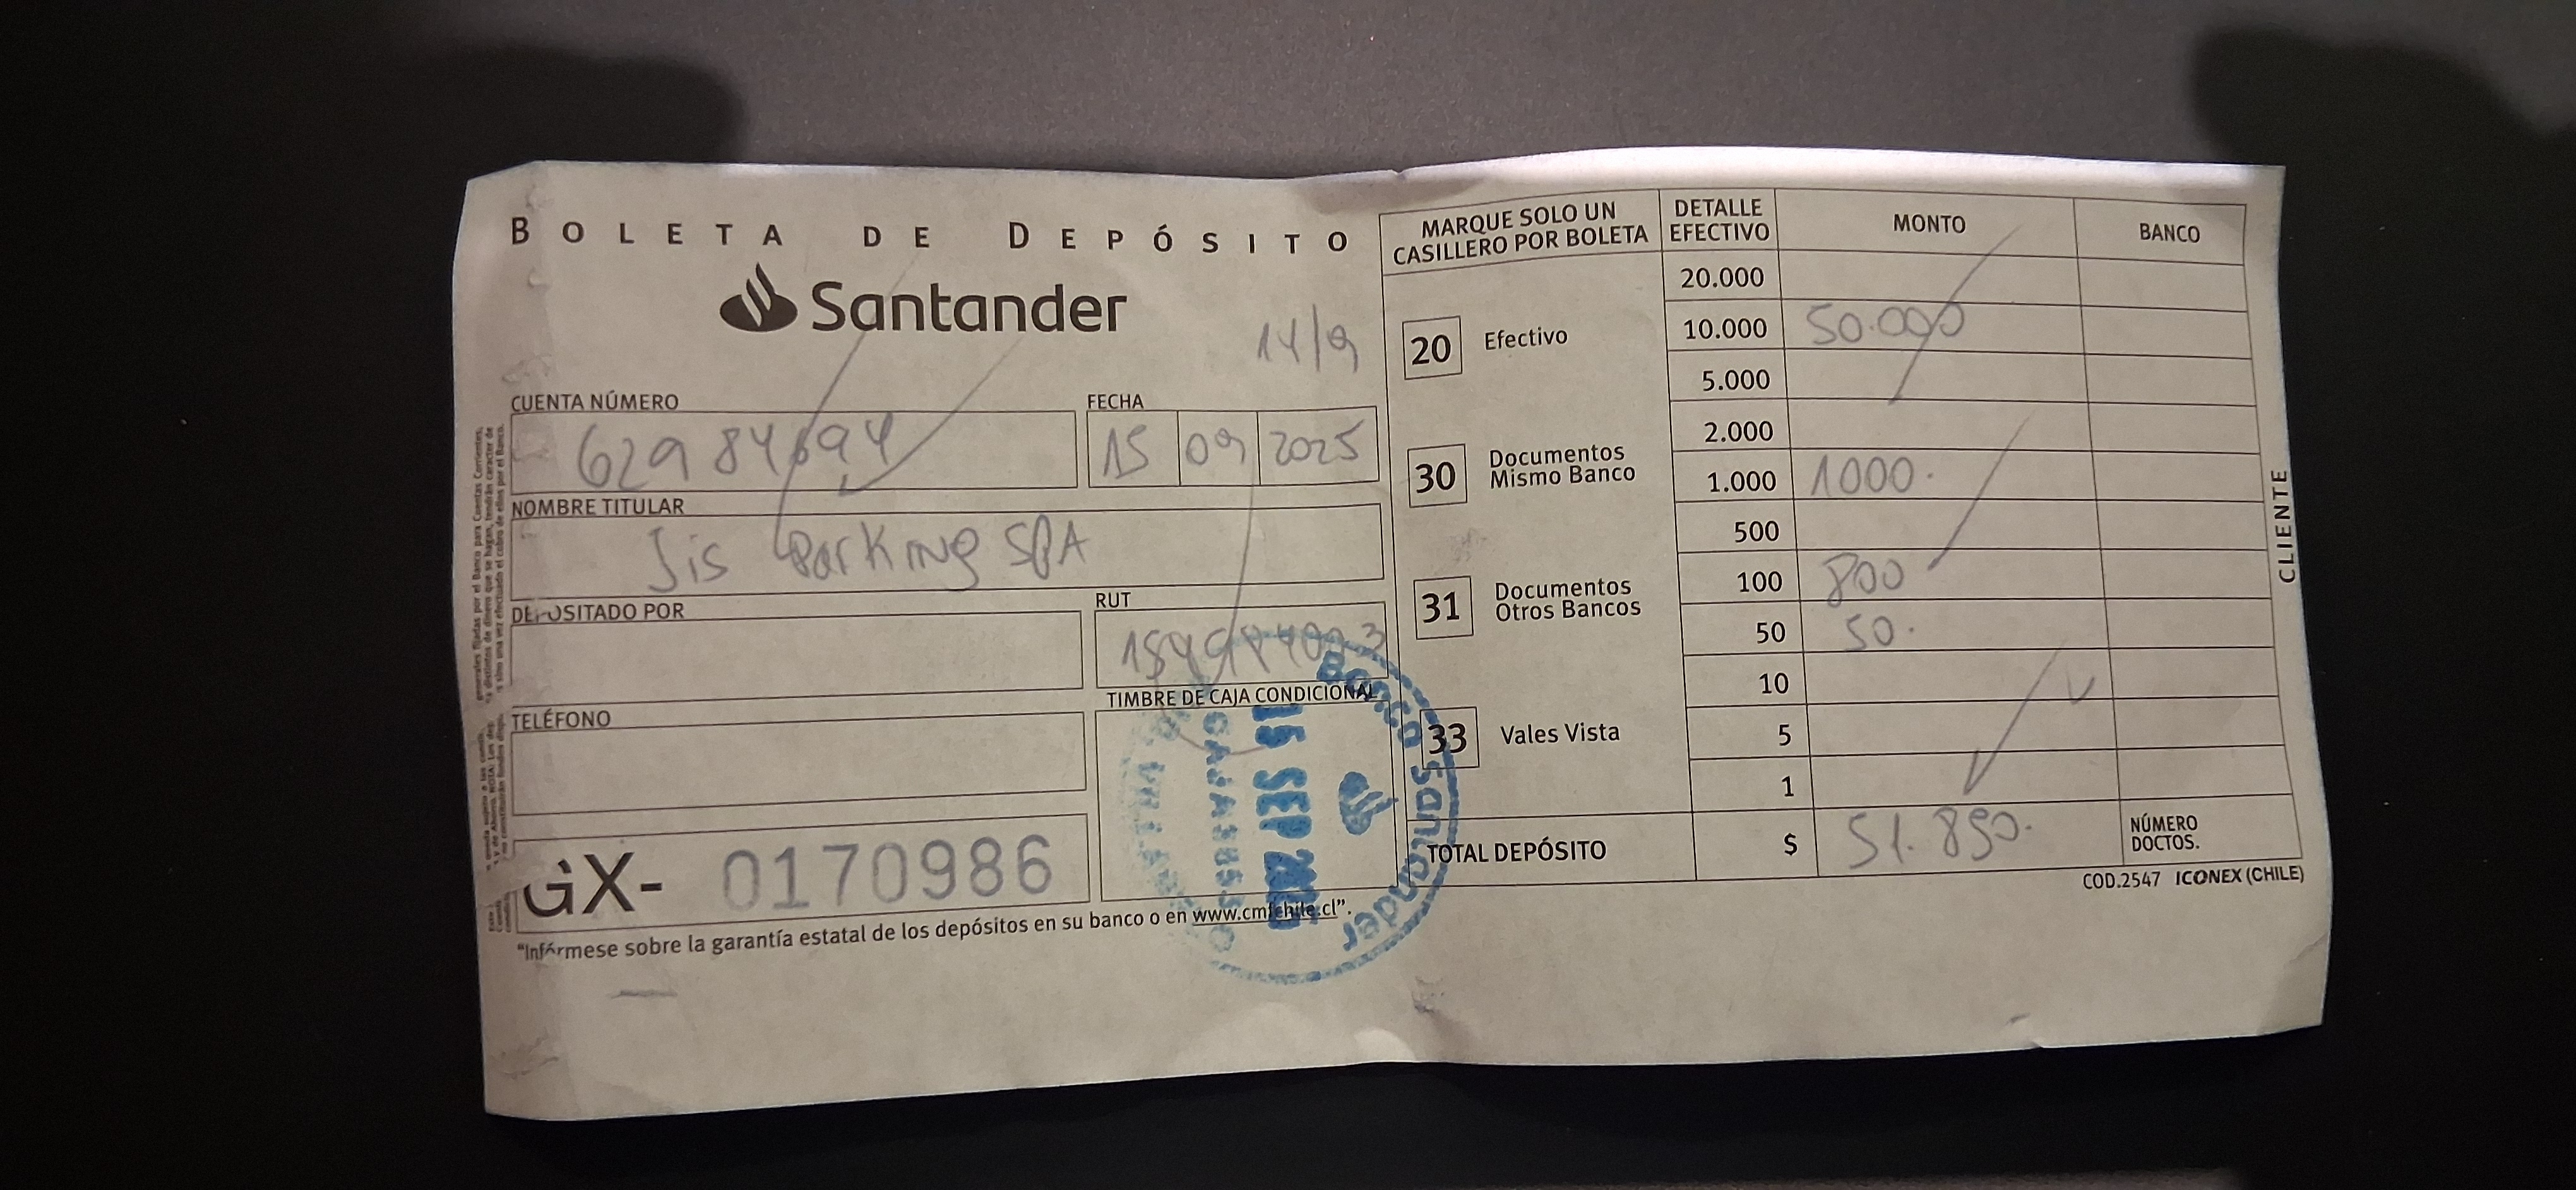 BOLETA DE DEPÓSITO
Santander
14/9
CUENTA NÚMERO
62984694
FECHA
15 09 2025
NOMBRE TITULAR
Jis Parking SPA
DEPOSITADO POR
RUT
TELÉFONO
TIMBRE DE CAJA CONDICIONAL
Banco Santander
15 SEP
GX- 0170986
"Infórmese sobre la garantía estatal de los depósitos en su banco o en www.cmfchile.cl".
MARQUE SOLO UN
CASILLERO POR BOLETA
20 Efectivo
30 Documentos
Mismo Banco
31 Documentos
Otros Bancos
33 Vales Vista
DETALLE
EFECTIVO
MONTO
BANCO
20.000
10.000 50.000
5.000
2.000
1.000 1000.
500
100 800
50 50.
10
5
1
TOTAL DEPÓSITO $ 51.850.
NÚMERO
DOCTOS.
COD.2547 ICONEX (CHILE)
CLIENTE